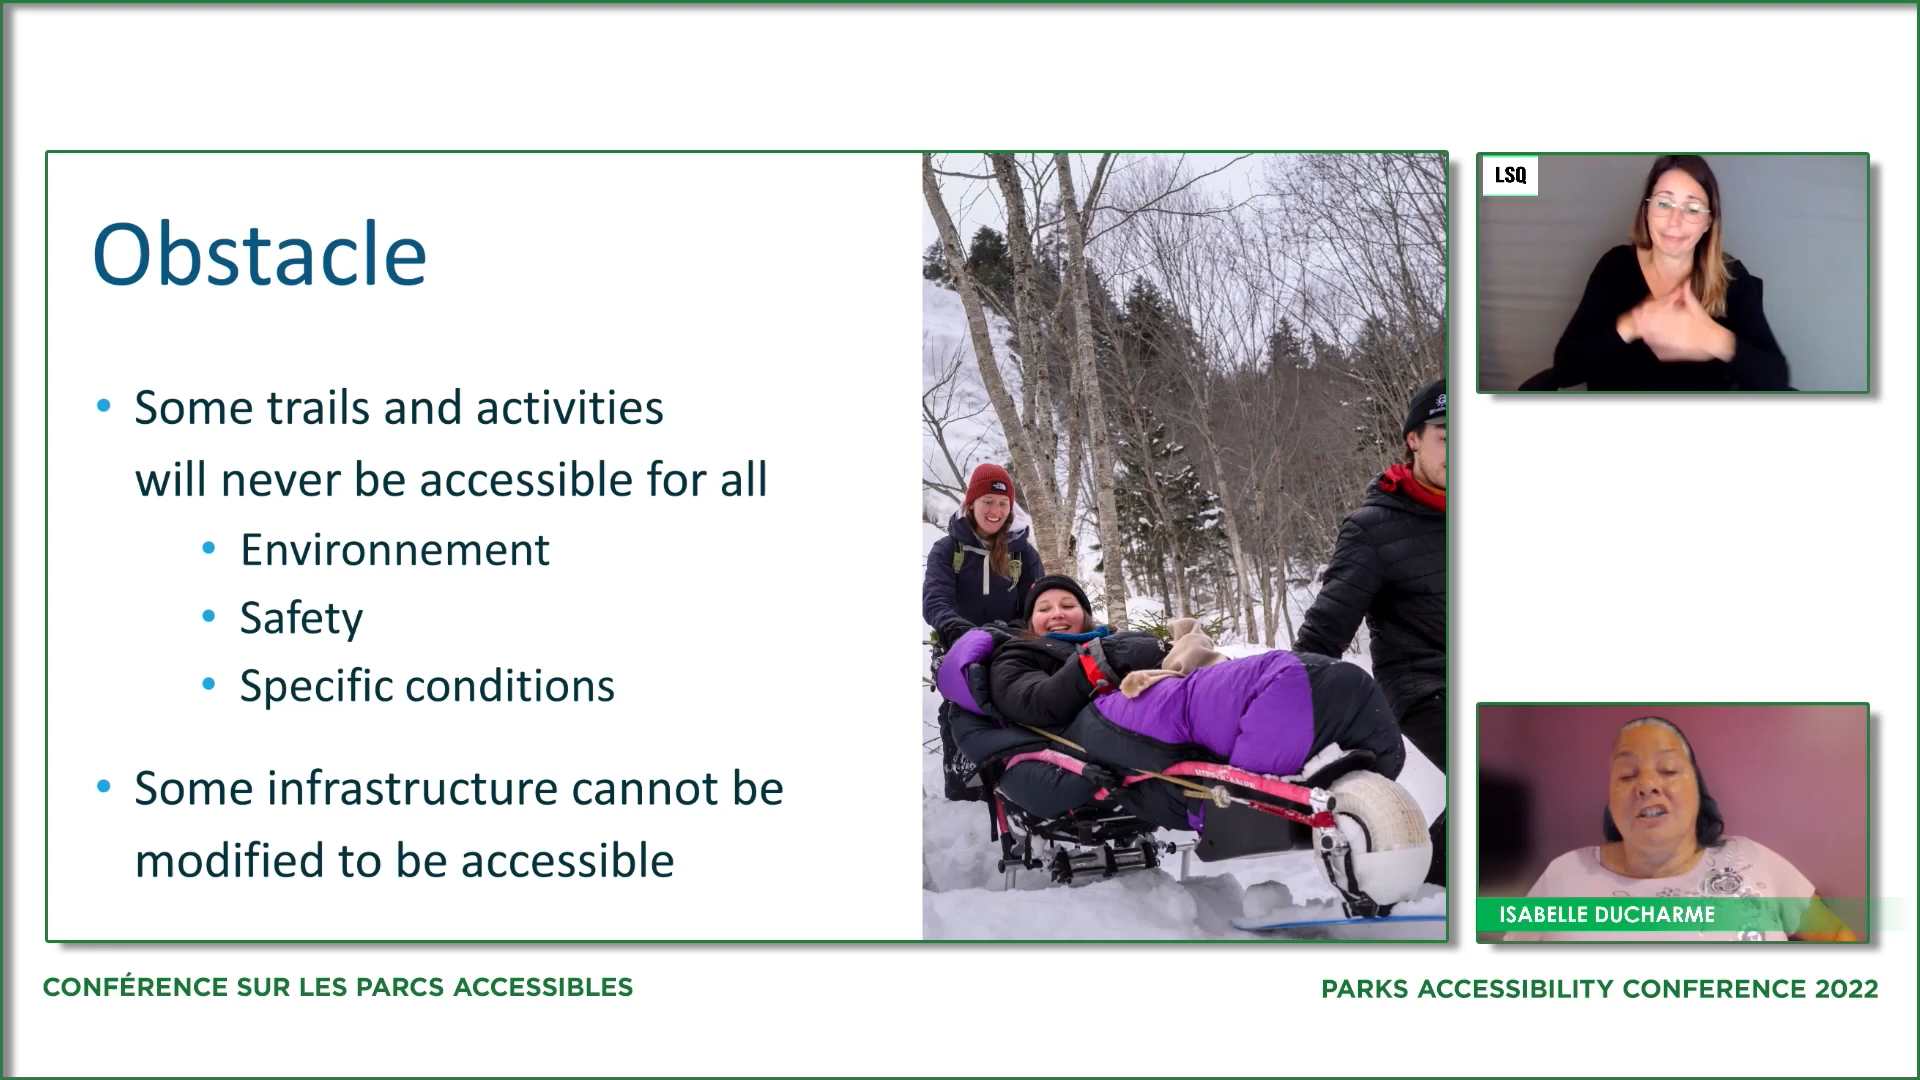 Obstacle
• Some trails and activities
will never be accessible for all
• Environnement
• Safety
• Specific conditions
• Some infrastructure cannot be
modified to be accessible
LSQ
ISABELLE DUCHARME
CONFÉRENCE SUR LES PARCS ACCESSIBLES
PARKS ACCESSIBILITY CONFERENCE 2022